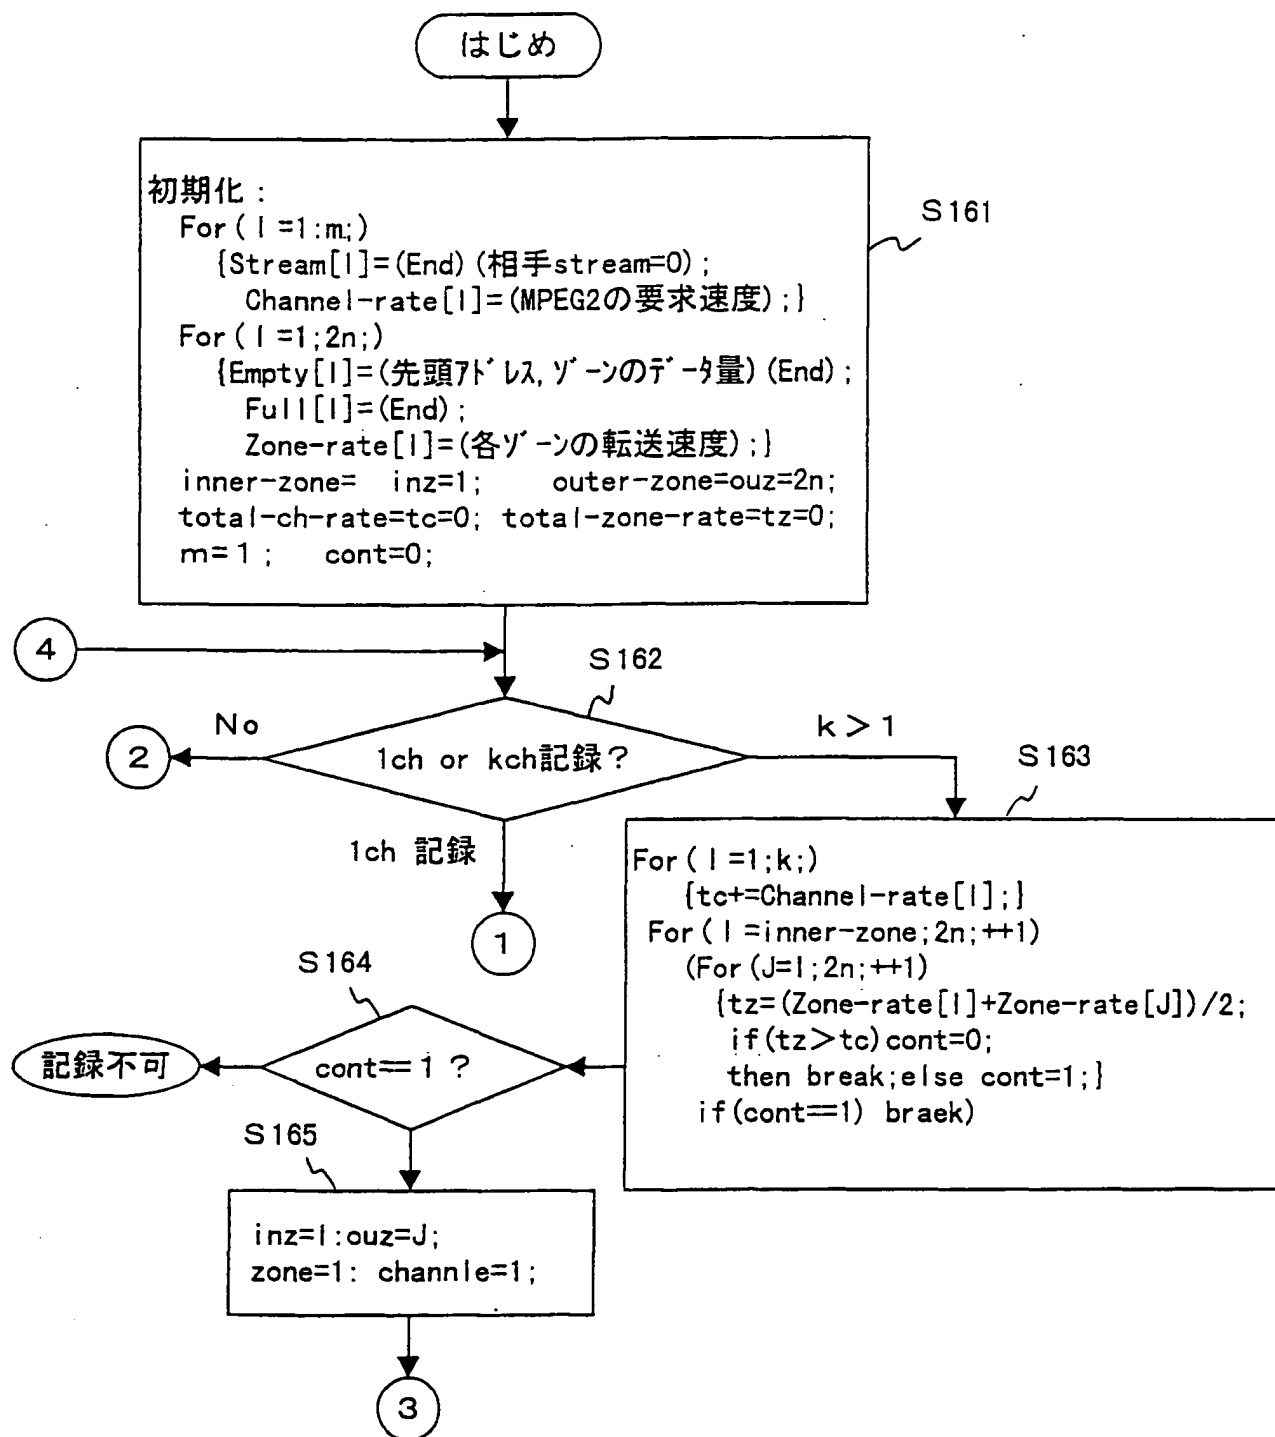 はじめ
初期化:
For(I=1:m;)
{Stream[I]=(End)(相手stream=0);
Channel-rate[I]=(MPEG2の要求速度);}
For(I=1;2n;)
{Empty[I]=(先頭ｱﾄﾞﾚｽ,ｿﾞｰﾝのﾃﾞｰﾀ量)(End);
Full[I]=(End);
Zone-rate[I]=(各ｿﾞｰﾝの転送速度);}
inner-zone= inz=1; outer-zone=ouz=2n;
total-ch-rate=tc=0; total-zone-rate=tz=0;
m=1; cont=0;
S161
4
S162
No
2
1ch or kch記録?
k>1
S163
1ch 記録
1
For(I=1;k;)
{tc+=Channel-rate[I];}
For(I=inner-zone;2n;++1)
(For(J=I;2n;++1)
{tz=(Zone-rate[I]+Zone-rate[J])/2;
if(tz>tc)cont=0;
then break;else cont=1;}
if(cont==1) braek)
S164
記録不可
cont==1?
S165
inz=I:ouz=J;
zone=1: channle=1;
3